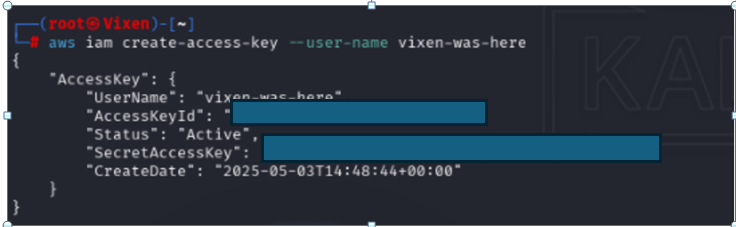 ┌──(root㉿Vixen)-[~]
└─# aws iam create-access-key --user-name vixen-was-here
{
    "AccessKey": {
        "UserName": "vixen-was-here"
        "AccessKeyId": "
        "Status": "Active",
        "SecretAccessKey":
        "CreateDate": "2025-05-03T14:48:44+00:00"
    }
}
KAL